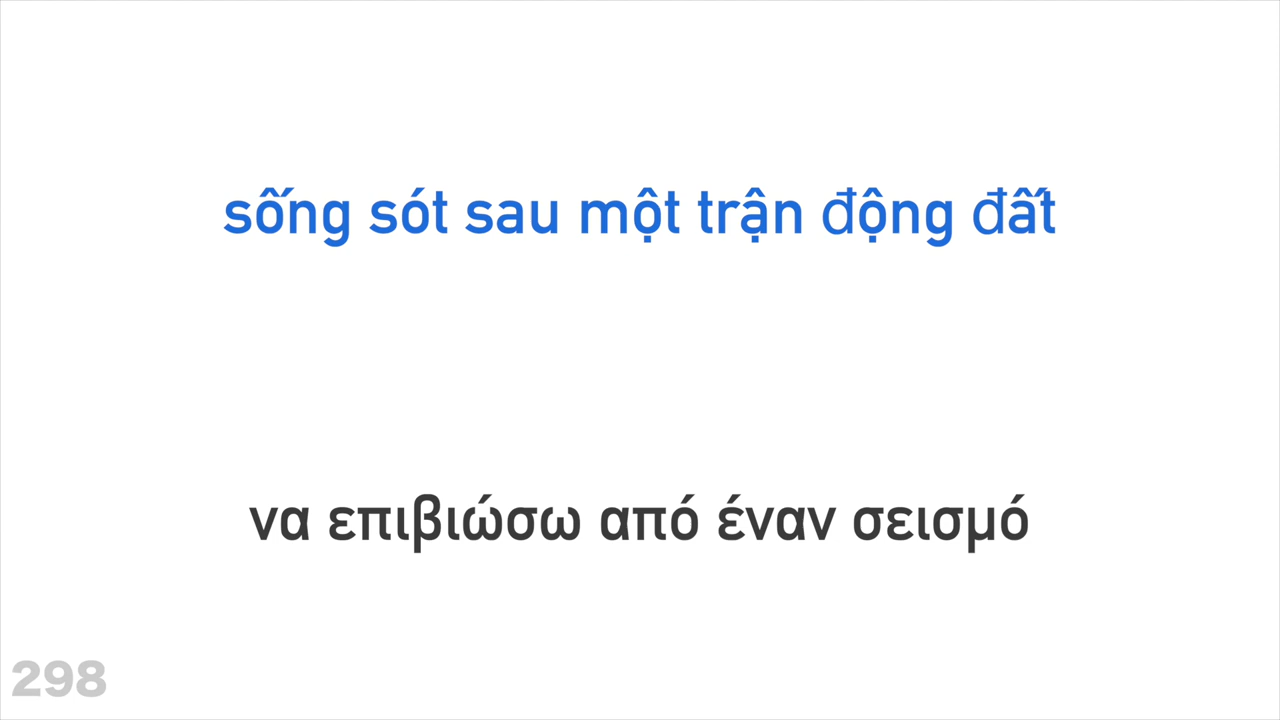 sống sót sau một trận động đất
να επιβιώσω από έναν σεισμό
298